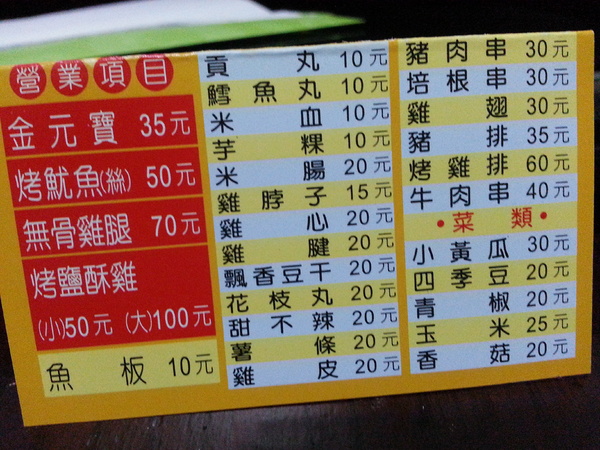 營業項目
金元寶 35元
烤魷魚(絲) 50元
無骨雞腿 70元
烤鹽酥雞
(小)50元 (大)100元
魚板 10元
貢丸 10元
鱈魚丸 10元
米血 10元
芋粿 10元
米腸 20元
雞脖子 15元
雞心 20元
雞腱 20元
飄香豆干 20元
花枝丸 20元
甜不辣 20元
薯條 20元
雞皮 20元
豬肉串 30元
培根串 30元
雞翅 30元
豬排 35元
烤雞排 60元
牛肉串 40元
•菜類•
小黃瓜 30元
四季豆 20元
青椒 20元
玉米 25元
香菇 20元